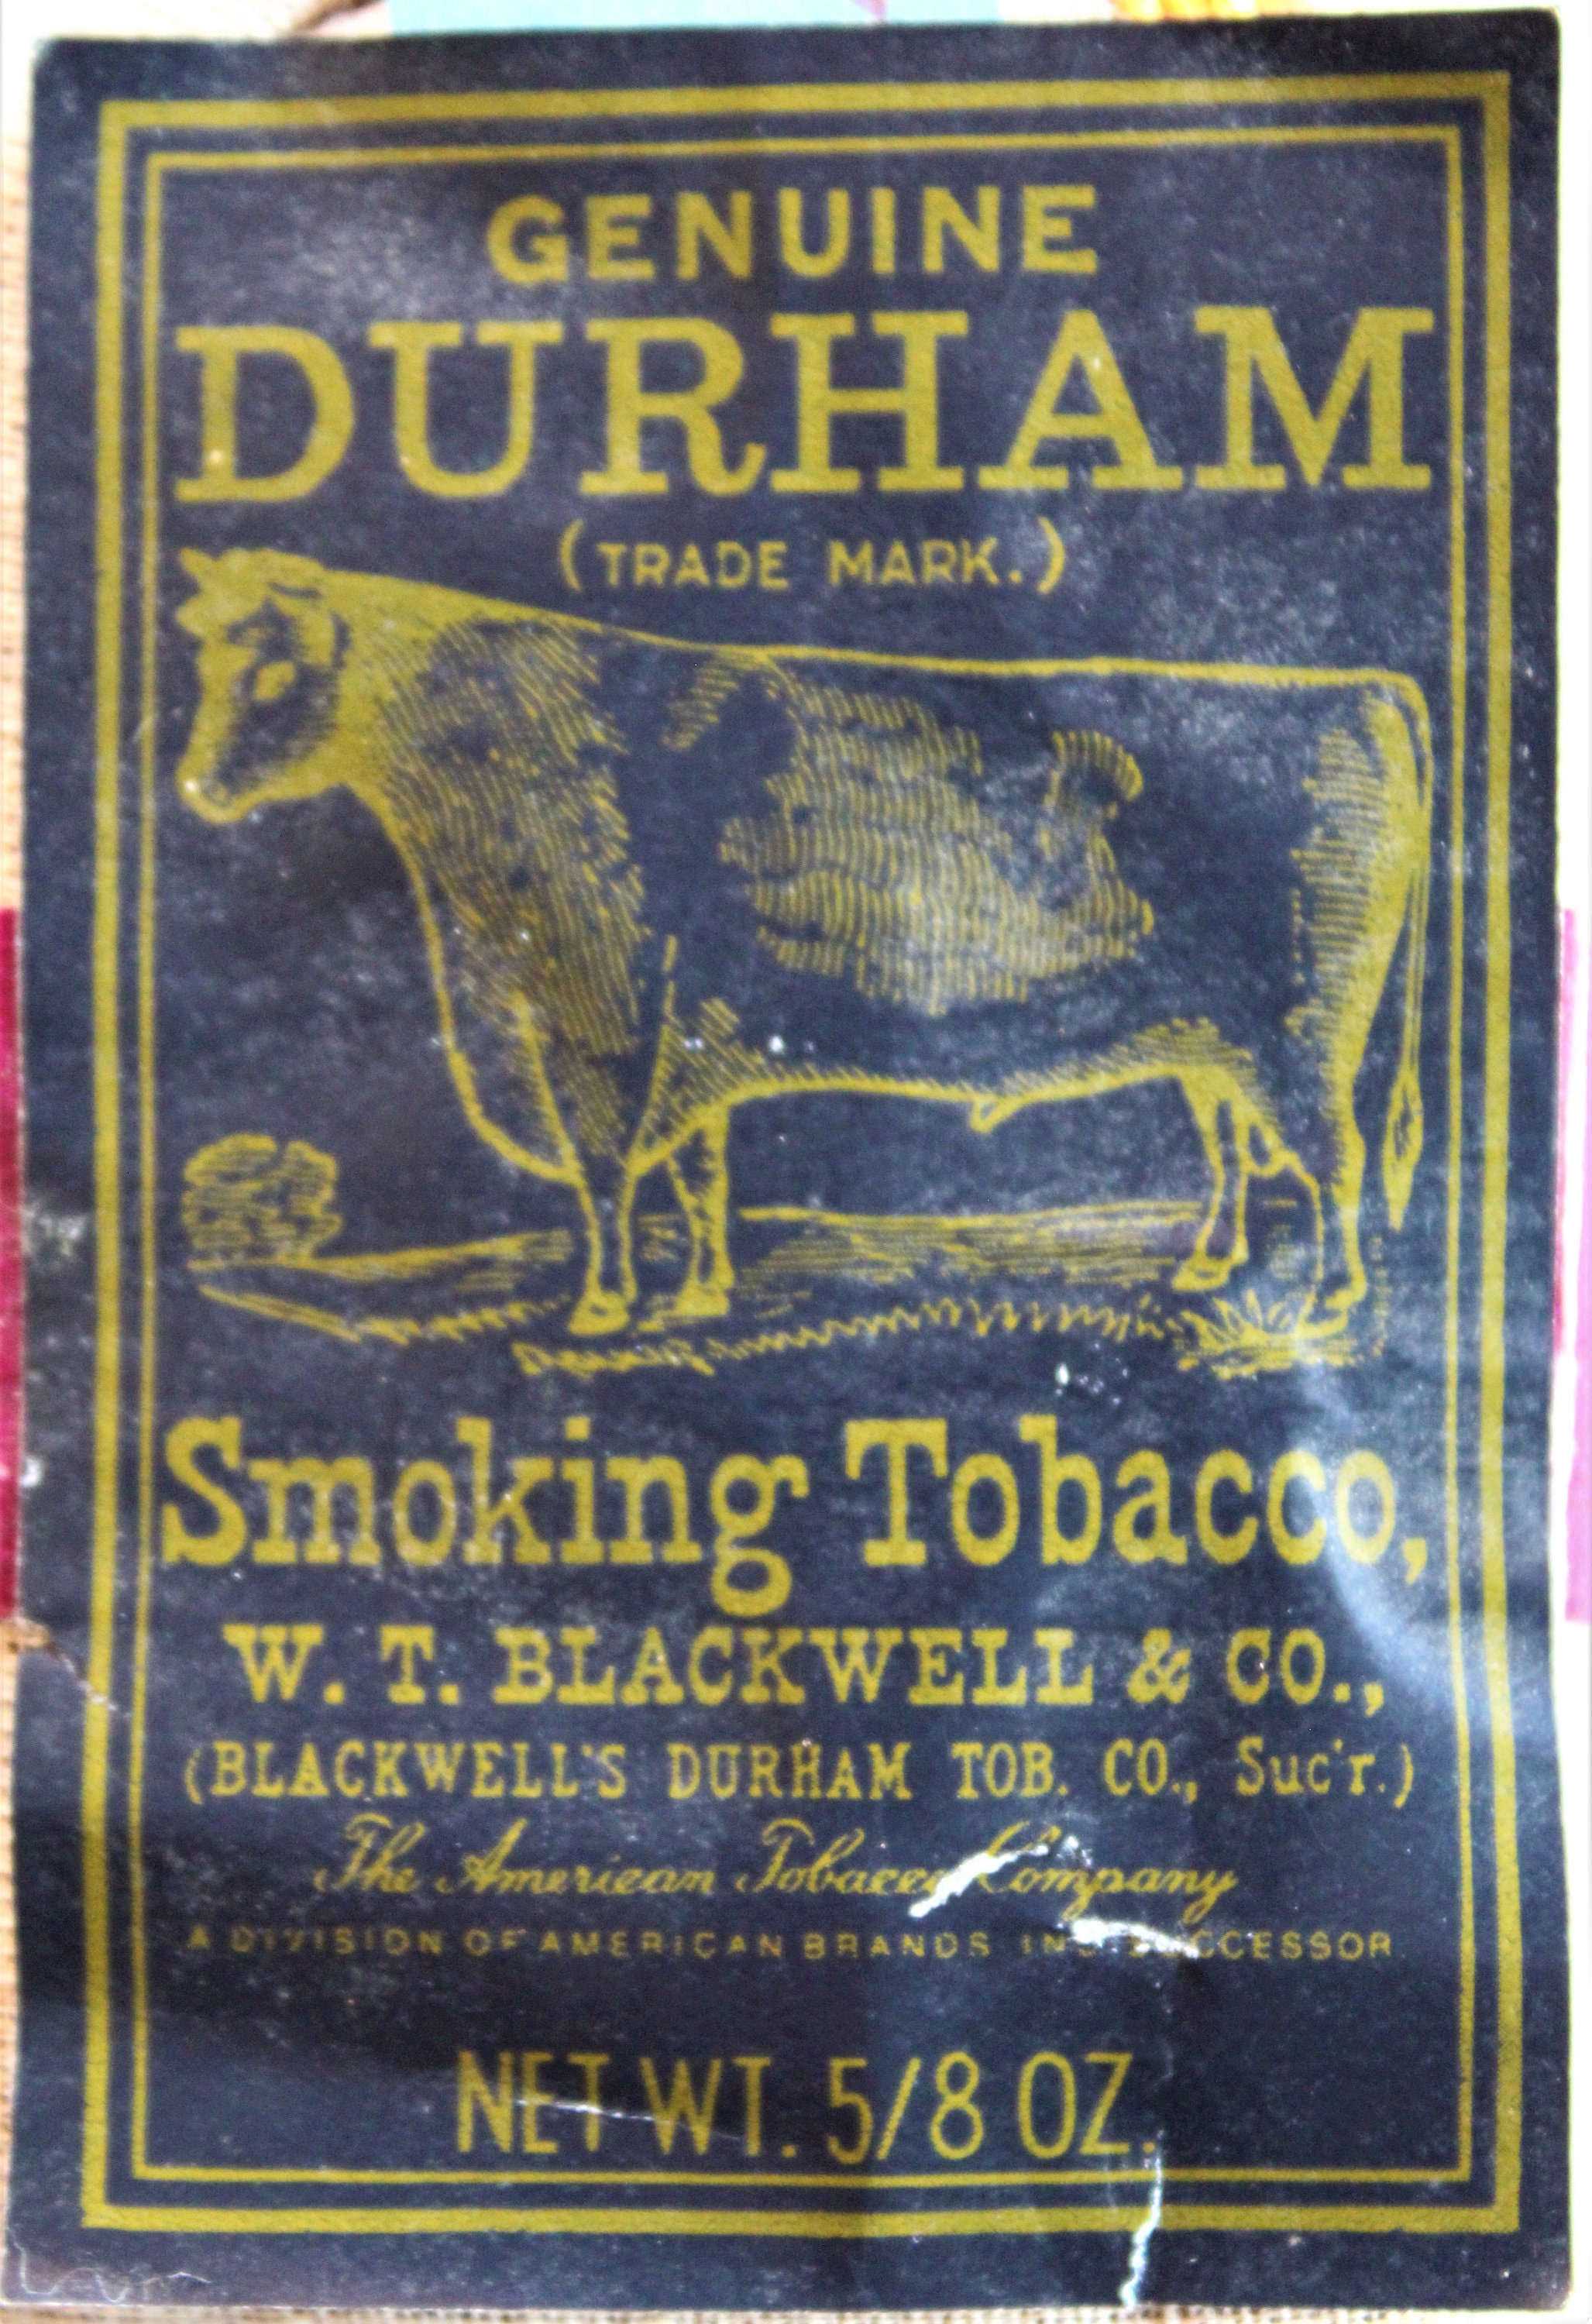 GENUINE
DURHAM
(TRADE MARK.)
Smoking Tobacco,
W. T. BLACKWELL & CO.,
(BLACKWELL'S DURHAM TOB. CO., Suc'r.)
The American Tobacco Company
A DIVISION OF AMERICAN BRANDS INC. SUCCESSOR
NET WT. 5/8 OZ.